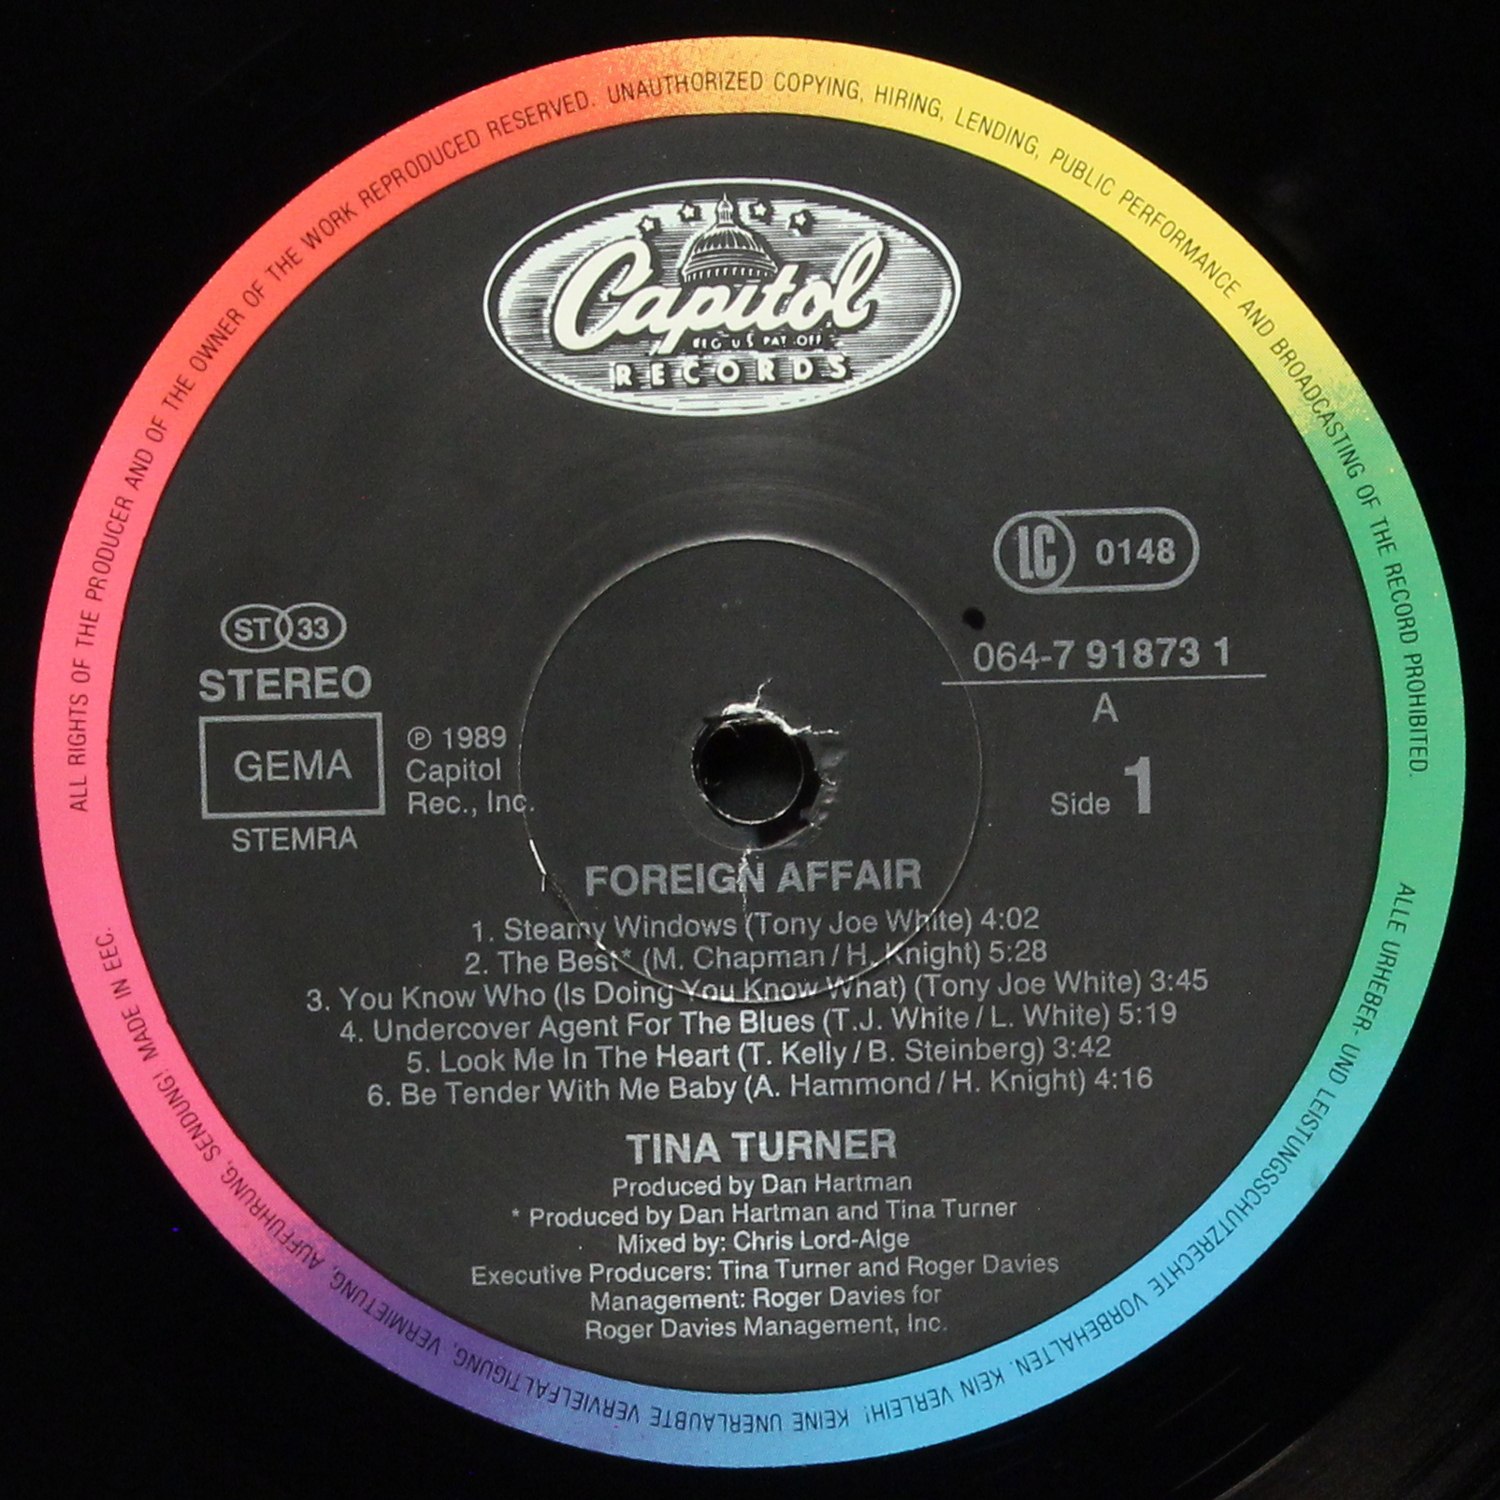 ALL RIGHTS OF THE PRODUCER AND OF THE OWNER OF THE WORK REPRODUCED RESERVED. UNAUTHORIZED COPYING, HIRING, LENDING, PUBLIC PERFORMANCE AND BROADCASTING OF THE RECORD PROHIBITED.
Capitol
REG US PAT OFF
RECORDS
LC 0148
ST 33
STEREO
GEMA
STEMRA
℗ 1989
Capitol
Rec., Inc.
064-7 91873 1
A
Side 1
FOREIGN AFFAIR
1. Steamy Windows (Tony Joe White) 4:02
2. The Best* (M. Chapman / H. Knight) 5:28
3. You Know Who (Is Doing You Know What) (Tony Joe White) 3:45
4. Undercover Agent For The Blues (T.J. White / L. White) 5:19
5. Look Me In The Heart (T. Kelly / B. Steinberg) 3:42
6. Be Tender With Me Baby (A. Hammond / H. Knight) 4:16
TINA TURNER
Produced by Dan Hartman
* Produced by Dan Hartman and Tina Turner
Mixed by: Chris Lord-Alge
Executive Producers: Tina Turner and Roger Davies
Management: Roger Davies for
Roger Davies Management, Inc.
ALLE URHEBER- UND LEISTUNGSSCHUTZRECHTE VORBEHALTEN. KEIN VERLEIH! KEINE UNERLAUBTE VERVIELFÄLTIGUNG, VERMIETUNG, AUFFÜHRUNG, SENDUNG! MADE IN EEC.